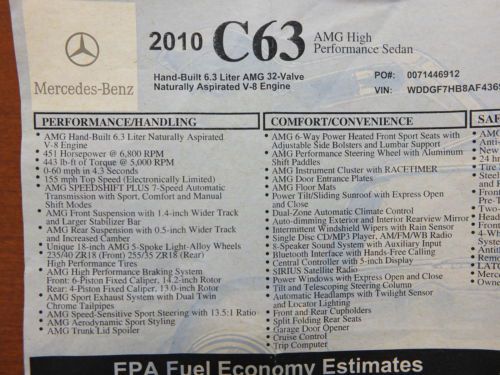 2010 C63 AMG High
Performance Sedan
Mercedes-Benz
Hand-Built 6.3 Liter AMG 32-Valve
Naturally Aspirated V-8 Engine
PO#: 0071446912
VIN: WDDGF7HB8AF436
PERFORMANCE/HANDLING
• AMG Hand-Built 6.3 Liter Naturally Aspirated
V-8 Engine
• 451 Horsepower @ 6,800 RPM
• 443 lb-ft of Torque @ 5,000 RPM
• 0-60 mph in 4.3 Seconds
• 155 mph Top Speed (Electronically Limited)
• AMG SPEEDSHIFT PLUS 7-Speed Automatic
Transmission with Sport, Comfort and Manual
Shift Modes
• AMG Front Suspension with 1.4-inch Wider Track
and Larger Stabilizer Bar
• AMG Rear Suspension with 0.5-inch Wider Track
and Increased Camber
• Unique 18-inch AMG 5-Spoke Light-Alloy Wheels
• 235/40 ZR18 (Front) 255/35 ZR18 (Rear)
High Performance Tires
• AMG High Performance Braking System
Front: 6-Piston Fixed Caliper, 14.2-inch Rotor
Rear: 4-Piston Fixed Caliper, 13.0-inch Rotor
• AMG Sport Exhaust System with Dual Twin
Chrome Tailpipes
• AMG Speed-Sensitive Sport Steering with 13.5:1 Ratio
• AMG Aerodynamic Sport Styling
• AMG Trunk Lid Spoiler
COMFORT/CONVENIENCE
• AMG 6-Way Power Heated Front Sport Seats with
Adjustable Side Bolsters and Lumbar Support
• AMG Performance Steering Wheel with Aluminum
Shift Paddles
• AMG Instrument Cluster with RACETIMER
• AMG Door Entrance Plates
• AMG Floor Mats
• Power Tilt/Sliding Sunroof with Express Open
and Close
• Dual-Zone Automatic Climate Control
• Auto-dimming Exterior and Interior Rearview Mirror
• Intermittent Windshield Wipers with Rain Sensor
• Single Disc CD/MP3 Player, AM/FM/WB Radio
• 8-Speaker Sound System with Auxiliary Input
• Bluetooth Interface with Hands-Free Calling
• Central Controller with 5-inch Display
• SIRIUS Satellite Radio
• Power Windows with Express Open and Close
• Tilt and Telescoping Steering Column
• Automatic Headlamps with Twilight Sensor
and Locator Lighting
• Front and Rear Cupholders
• Split Folding Rear Seats
• Garage Door Opener
• Cruise Control
• Trip Computer
EPA Fuel Economy Estimates